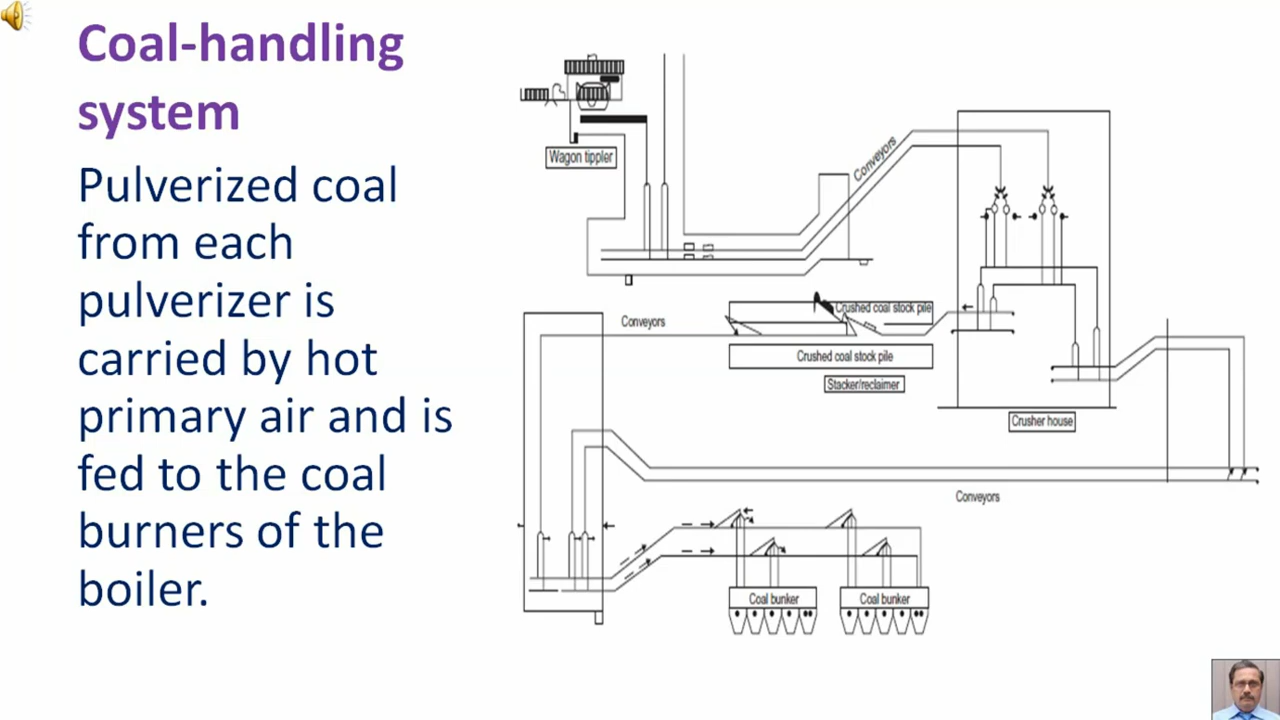 Coal-handling
system
Pulverized coal
from each
pulverizer is
carried by hot
primary air and is
fed to the coal
burners of the
boiler.
Wagon tippler
Conveyors
Crushed coal stock pile
Conveyors
Crushed coal stock pile
Stacker/reclaimer
Crusher house
Conveyors
Coal bunker
Coal bunker